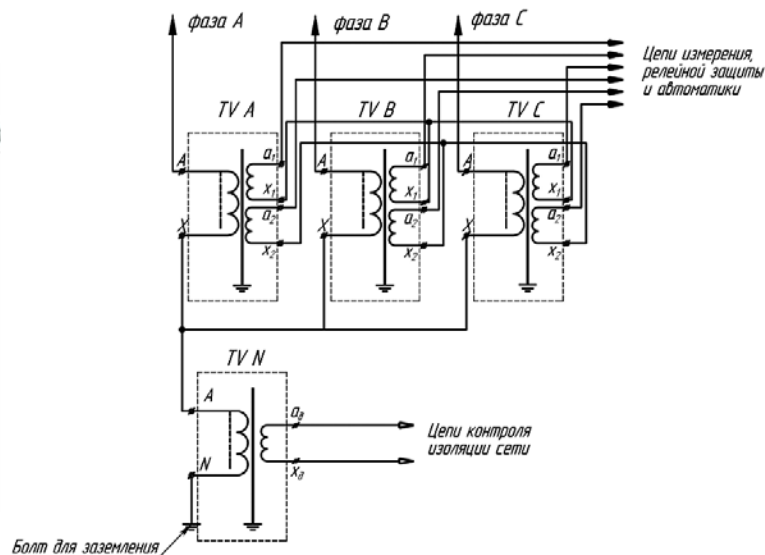 фаза A
фаза B
фаза C
Цепи измерения,
релейной защиты
и автоматики
TV A
TV B
TV C
A
a₁
x₁
a₂
X
x₂
A
a₁
x₁
a₂
X
x₂
A
a₁
x₁
a₂
X
x₂
TV N
A
aд
N
xд
Цепи контроля
изоляции сети
Болт для заземления